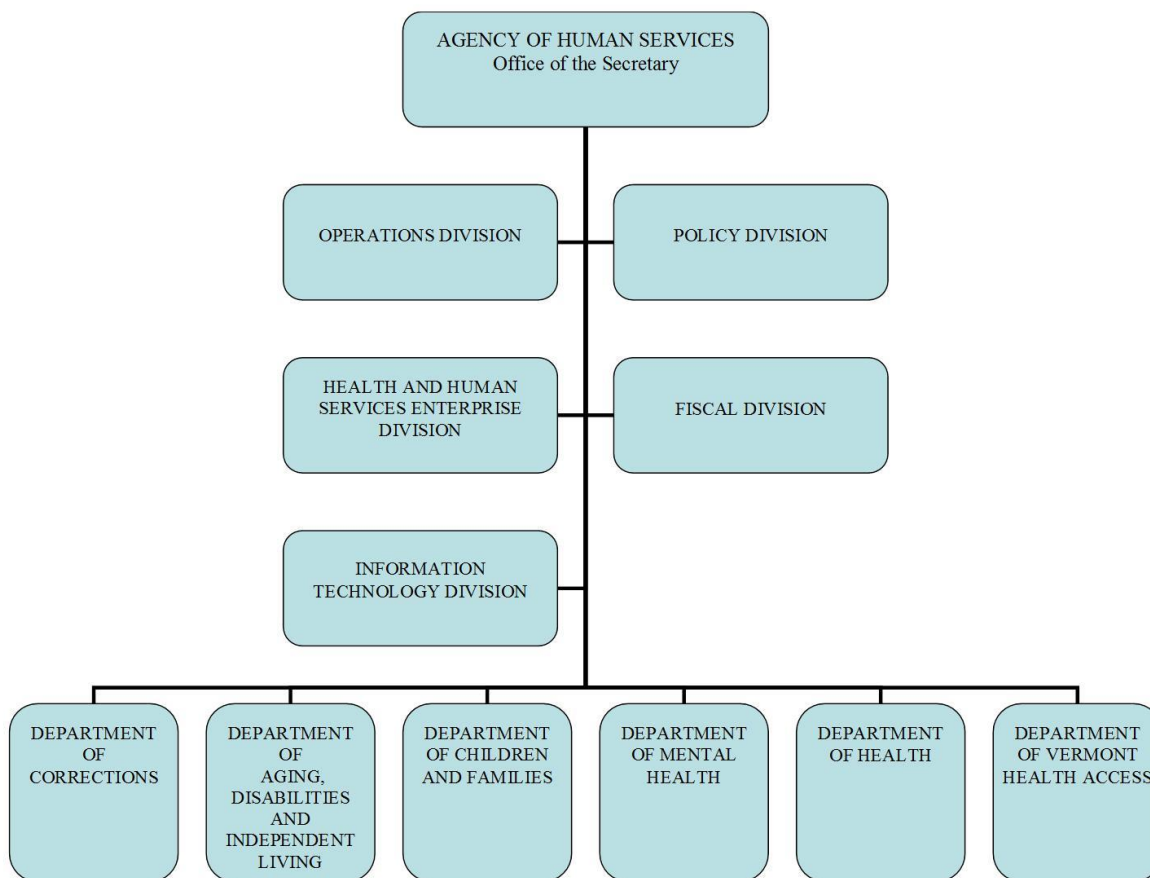 AGENCY OF HUMAN SERVICES
Office of the Secretary
OPERATIONS DIVISION
POLICY DIVISION
HEALTH AND HUMAN
SERVICES ENTERPRISE
DIVISION
FISCAL DIVISION
INFORMATION
TECHNOLOGY DIVISION
DEPARTMENT
OF
CORRECTIONS
DEPARTMENT
OF
AGING,
DISABILITIES
AND
INDEPENDENT
LIVING
DEPARTMENT
OF CHILDREN
AND FAMILIES
DEPARTMENT
OF MENTAL
HEALTH
DEPARTMENT
OF HEALTH
DEPARTMENT
OF VERMONT
HEALTH ACCESS